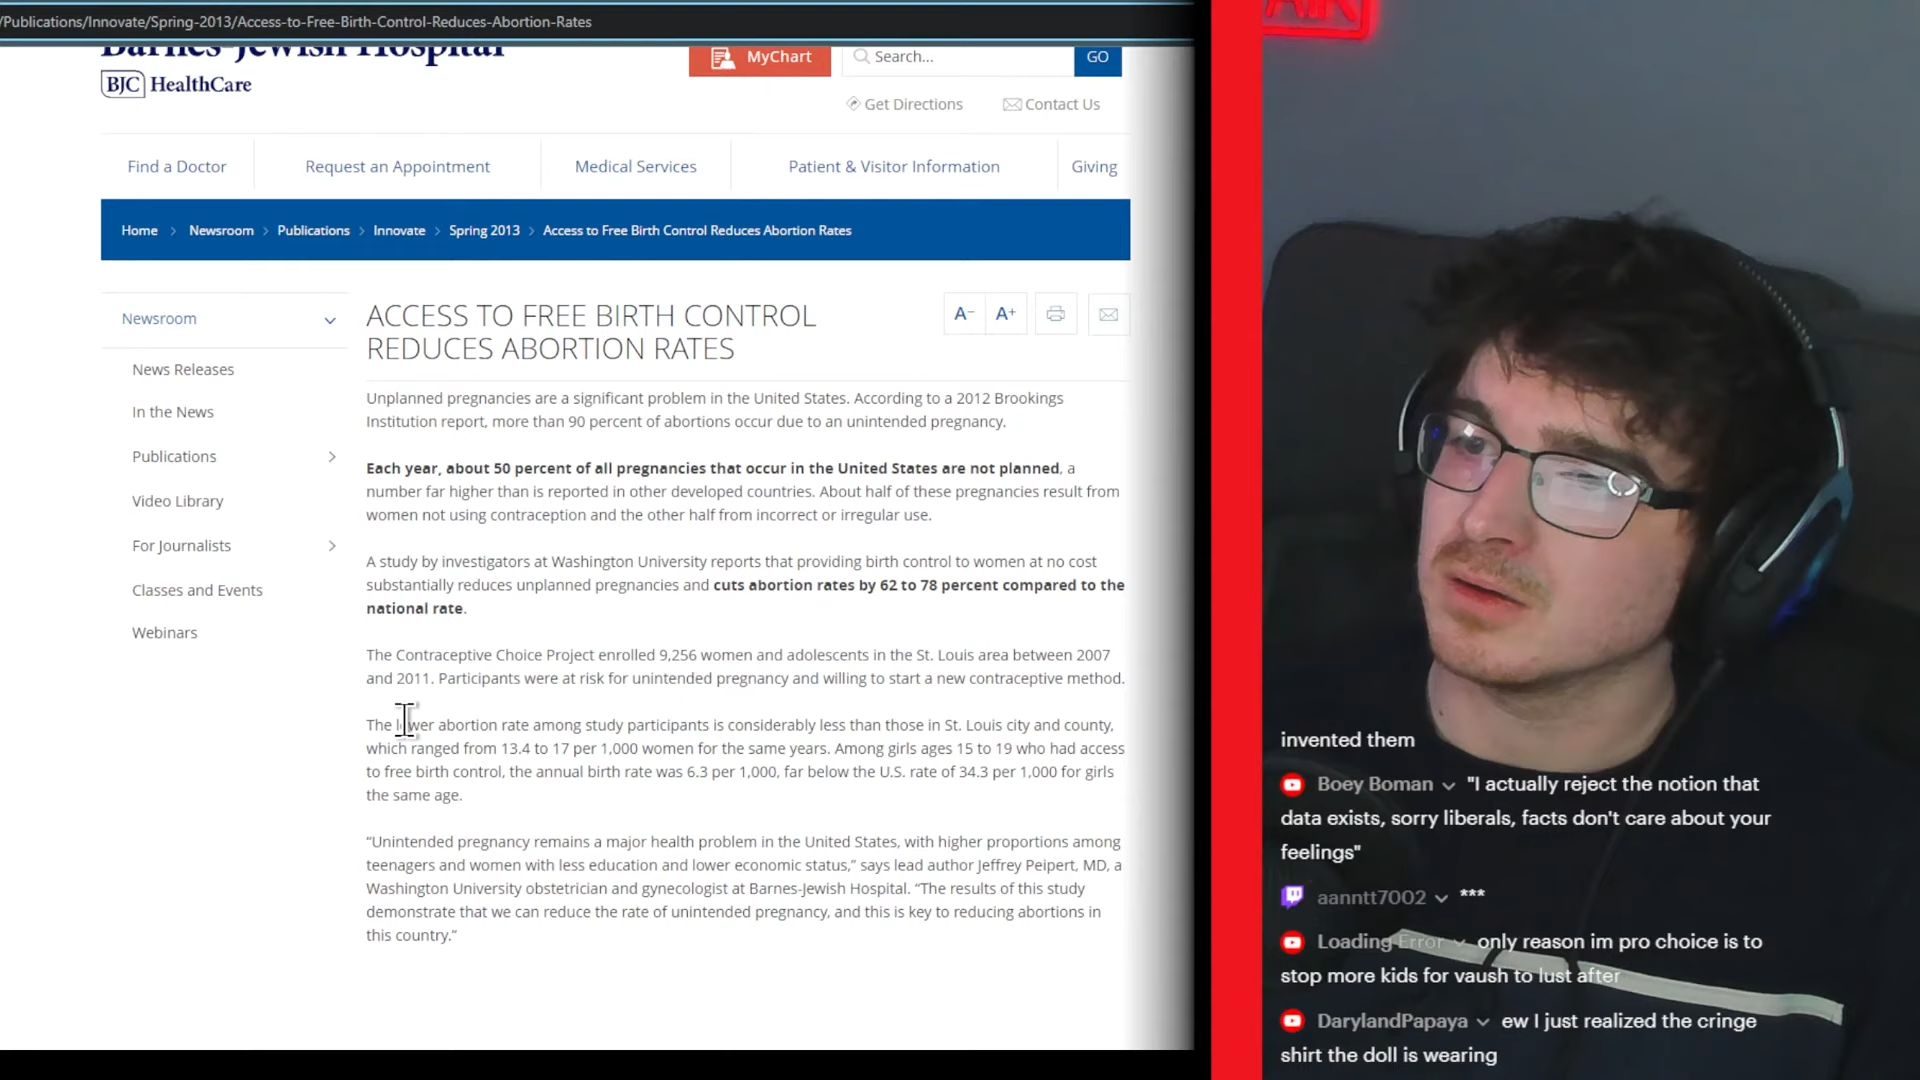 /Publications/Innovate/Spring-2013/Access-to-Free-Birth-Control-Reduces-Abortion-Rates
Barnes-Jewish Hospital
BJC HealthCare
MyChart
Search...
GO
Get Directions
Contact Us
Find a Doctor
Request an Appointment
Medical Services
Patient & Visitor Information
Giving
Home > Newsroom > Publications > Innovate > Spring 2013 > Access to Free Birth Control Reduces Abortion Rates
Newsroom
News Releases
In the News
Publications
Video Library
For Journalists
Classes and Events
Webinars
ACCESS TO FREE BIRTH CONTROL
REDUCES ABORTION RATES
A-
A+
Unplanned pregnancies are a significant problem in the United States. According to a 2012 Brookings
Institution report, more than 90 percent of abortions occur due to an unintended pregnancy.
Each year, about 50 percent of all pregnancies that occur in the United States are not planned, a
number far higher than is reported in other developed countries. About half of these pregnancies result from
women not using contraception and the other half from incorrect or irregular use.
A study by investigators at Washington University reports that providing birth control to women at no cost
substantially reduces unplanned pregnancies and cuts abortion rates by 62 to 78 percent compared to the
national rate.
The Contraceptive Choice Project enrolled 9,256 women and adolescents in the St. Louis area between 2007
and 2011. Participants were at risk for unintended pregnancy and willing to start a new contraceptive method.
The lower abortion rate among study participants is considerably less than those in St. Louis city and county,
which ranged from 13.4 to 17 per 1,000 women for the same years. Among girls ages 15 to 19 who had access
to free birth control, the annual birth rate was 6.3 per 1,000, far below the U.S. rate of 34.3 per 1,000 for girls
the same age.
“Unintended pregnancy remains a major health problem in the United States, with higher proportions among
teenagers and women with less education and lower economic status,” says lead author Jeffrey Peipert, MD, a
Washington University obstetrician and gynecologist at Barnes-Jewish Hospital. “The results of this study
demonstrate that we can reduce the rate of unintended pregnancy, and this is key to reducing abortions in
this country.”
AIR
invented them
Boey Boman "I actually reject the notion that
data exists, sorry liberals, facts don't care about your
feelings"
aanntt7002 ***
Loading Error only reason im pro choice is to
stop more kids for vaush to lust after
DarylandPapaya ew I just realized the cringe
shirt the doll is wearing